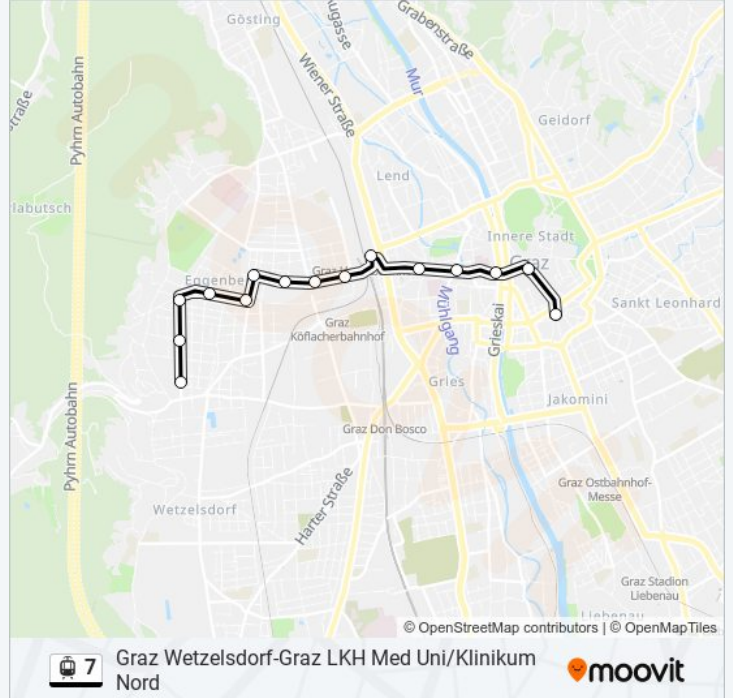 Gösting
Grabenstraße
Wiener Straße
Pyhrn Autobahn
Mur
Geidorf
Lend
labutsch
Innere Stadt
Graz
Eggenberg
Mühlgang
Grieskai
Sankt Leonhard
Graz
Köflacherbahnhof
Gries
Jakomini
Pyhrn Autobahn
Graz Don Bosco
Harter Straße
Wetzelsdorf
Graz Ostbahnhof-
Messe
Graz Stadion
Liebenau
Liebenau
© OpenStreetMap contributors | © OpenMapTiles
7
Graz Wetzelsdorf-Graz LKH Med Uni/Klinikum
Nord
moovit